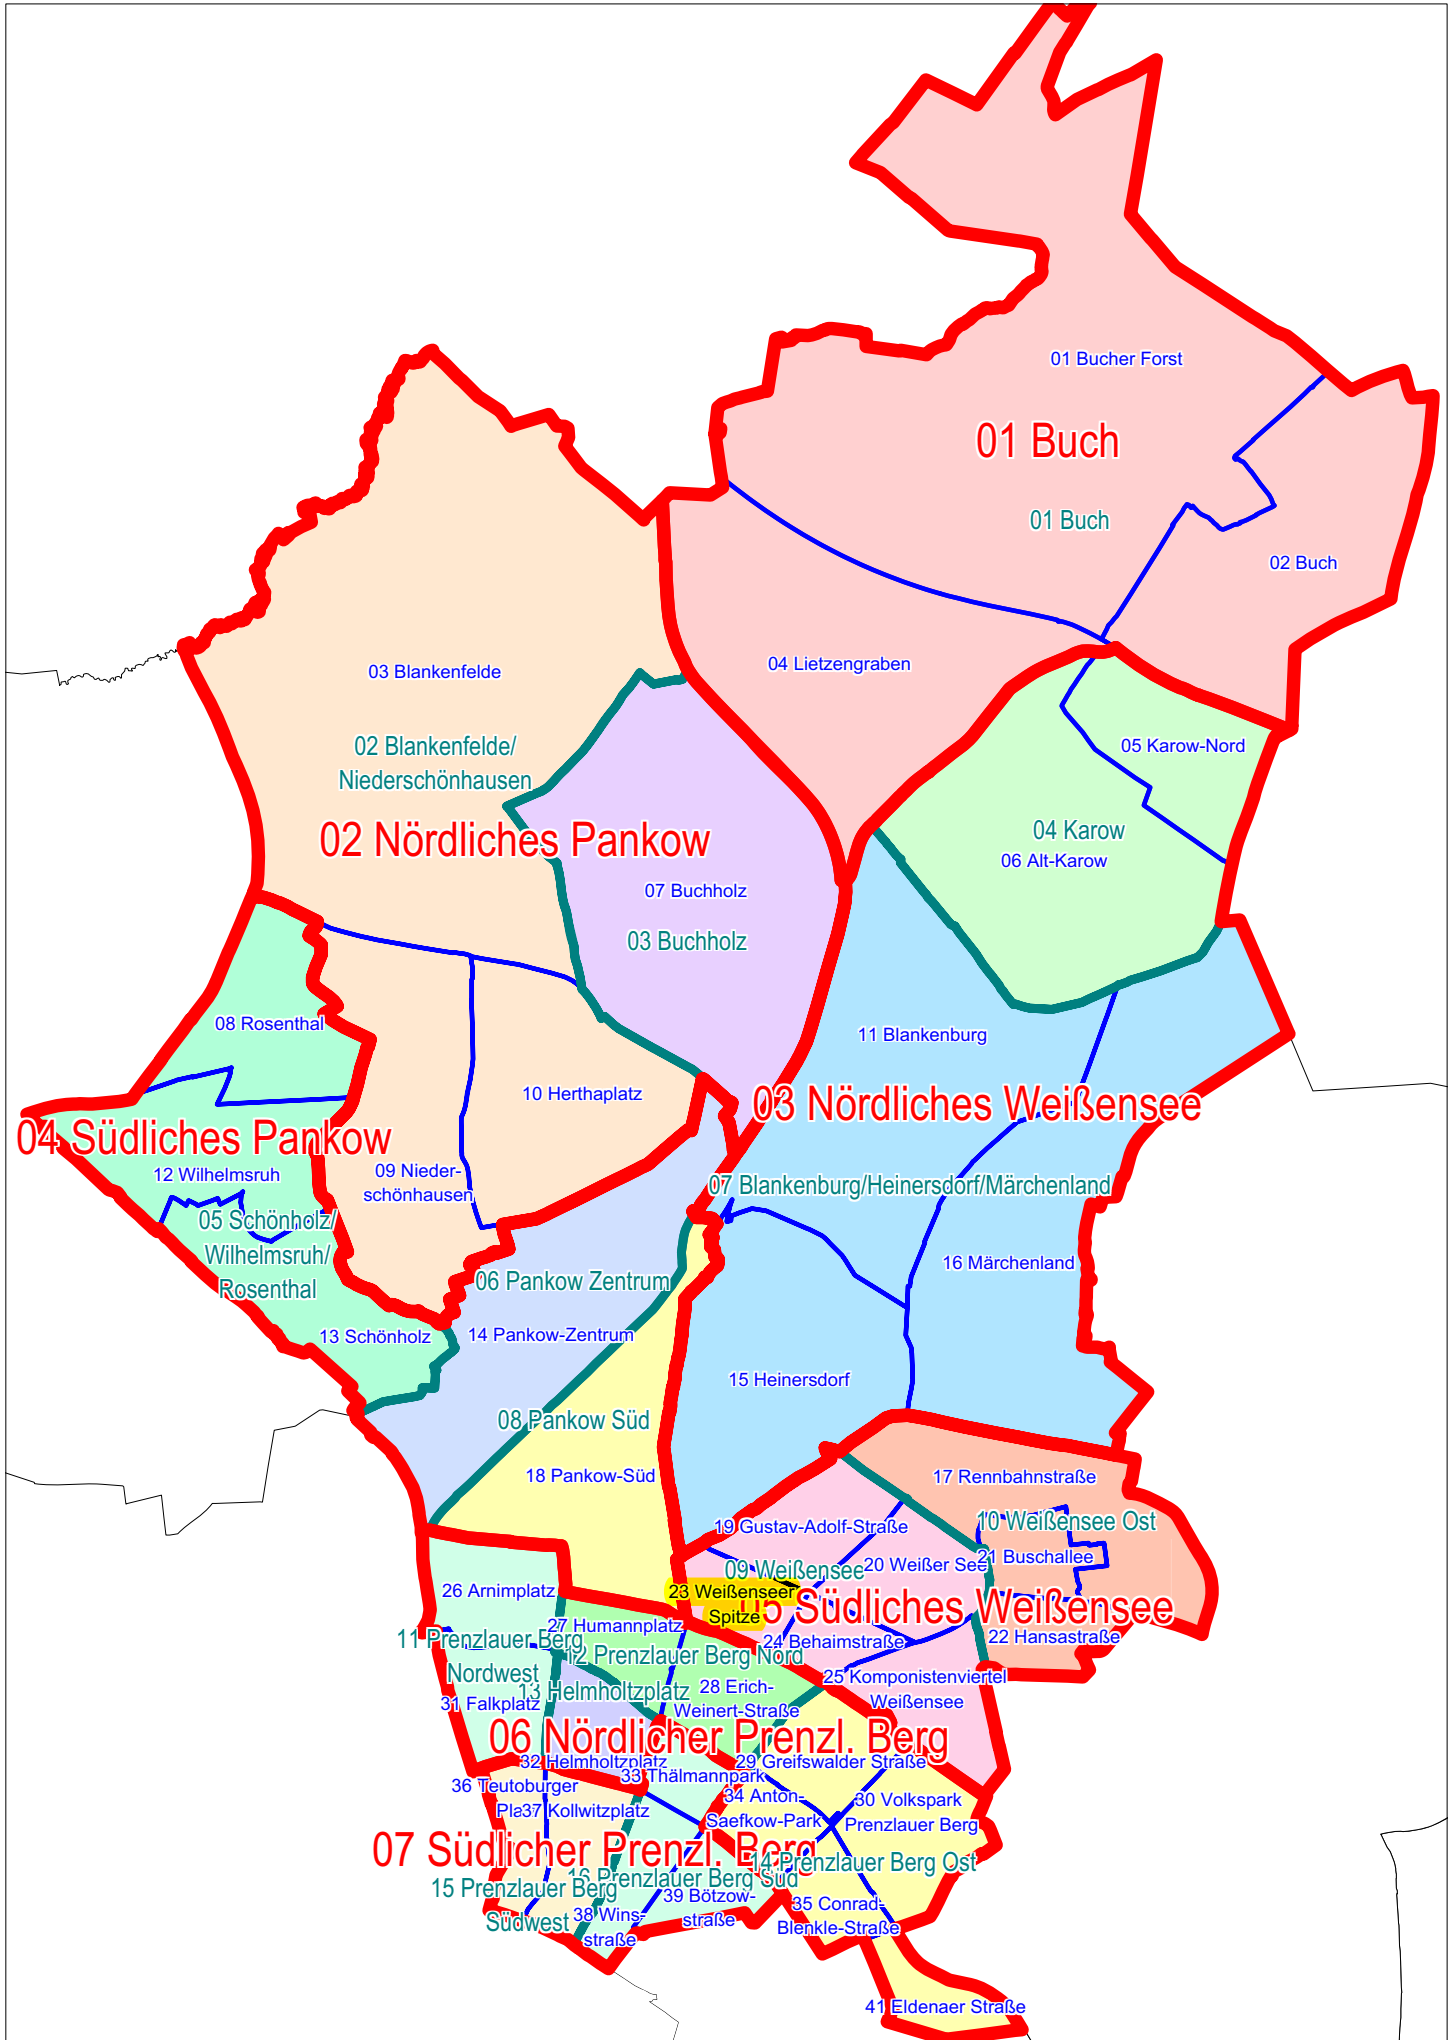 01 Bucher Forst
01 Buch
01 Buch
02 Buch
04 Lietzengraben
03 Blankenfelde
02 Blankenfelde/
Niederschönhausen
02 Nördliches Pankow
05 Karow-Nord
04 Karow
06 Alt-Karow
07 Buchholz
03 Buchholz
08 Rosenthal
11 Blankenburg
10 Herthaplatz
03 Nördliches Weißensee
04 Südliches Pankow
12 Wilhelmsruh
09 Nieder-
schönhausen
07 Blankenburg/Heinersdorf/Märchenland
05 Schönholz/
Wilhelmsruh/
Rosenthal
16 Märchenland
06 Pankow Zentrum
13 Schönholz
14 Pankow-Zentrum
15 Heinersdorf
08 Pankow Süd
18 Pankow-Süd
17 Rennbahnstraße
19 Gustav-Adolf-Straße
10 Weißensee Ost
20 Weißer See
21 Buschallee
09 Weißensee
26 Arnimplatz
23 Weißenseer
Spitze
05 Südliches Weißensee
27 Humannplatz
24 Behaimstraße
22 Hansastraße
11 Prenzlauer Berg
Nordwest
12 Prenzlauer Berg Nord
25 Komponistenviertel
Weißensee
13 Helmholtzplatz
28 Erich-
Weinert-Straße
31 Falkplatz
06 Nördlicher Prenzl. Berg
32 Helmholtzplatz
29 Greifswalder Straße
33 Thälmannpark
36 Teutoburger
Pla
37 Kollwitzplatz
34 Anton-
Saefkow-Park
30 Volkspark
Prenzlauer Berg
07 Südlicher Prenzl. Berg
14 Prenzlauer Berg Ost
16 Prenzlauer Berg Süd
15 Prenzlauer Berg
Südwest
39 Bötzow-
straße
38 Wins-
straße
35 Conrad-
Blenkle-Straße
41 Eldenaer Straße